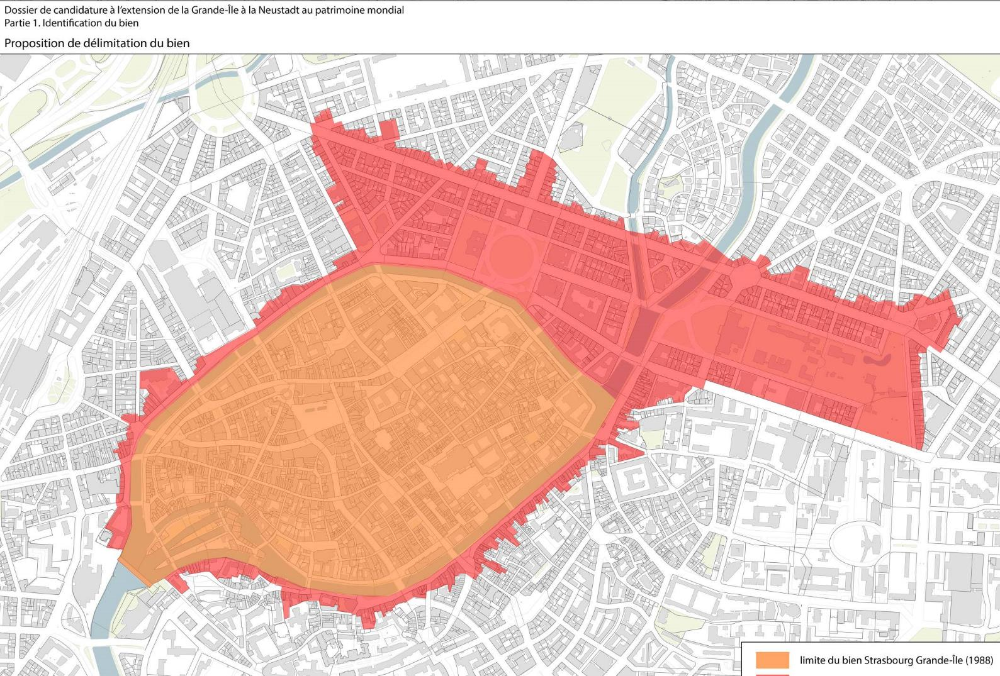 Dossier de candidature à l'extension de la Grande-Île à la Neustadt au patrimoine mondial
Partie 1. Identification du bien
Proposition de délimitation du bien
limite du bien Strasbourg Grande-Île (1988)